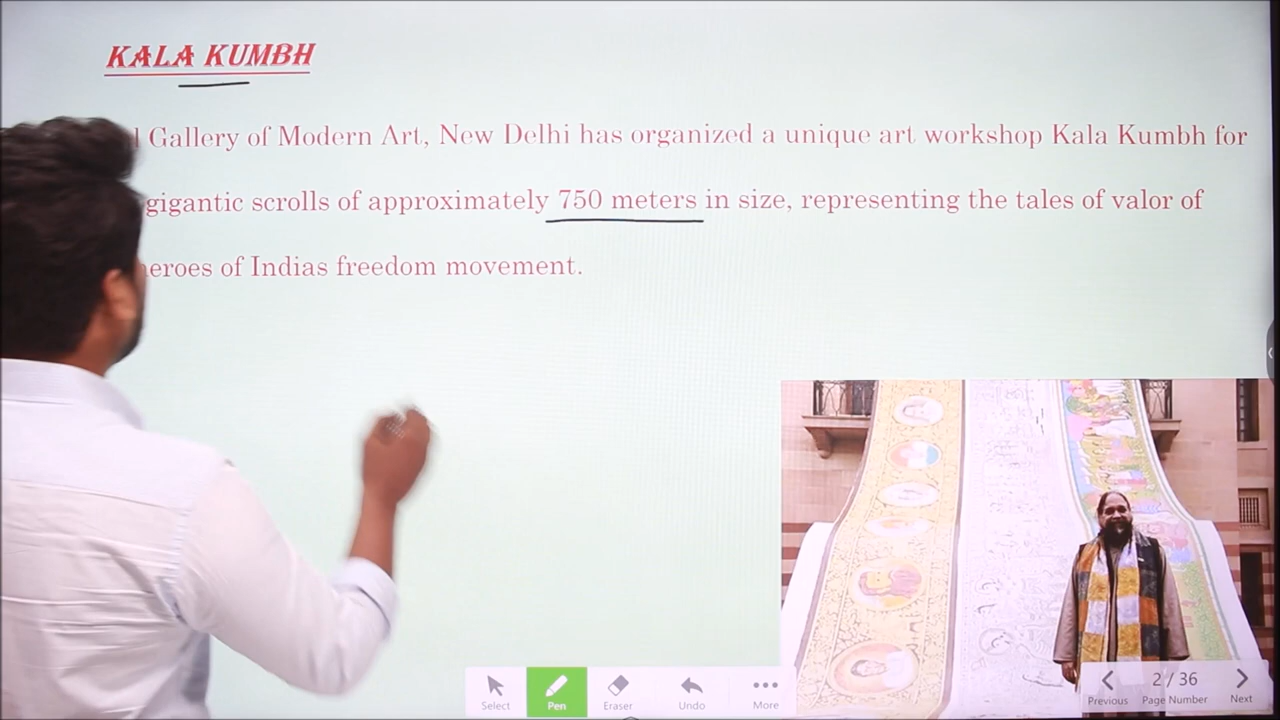 KALA KUMBH
Gallery of Modern Art, New Delhi has organized a unique art workshop Kala Kumbh for
gigantic scrolls of approximately 750 meters in size, representing the tales of valor of
heroes of Indias freedom movement.
Select
Pen
Eraser
Undo
More
Previous
2 / 36
Page Number
Next